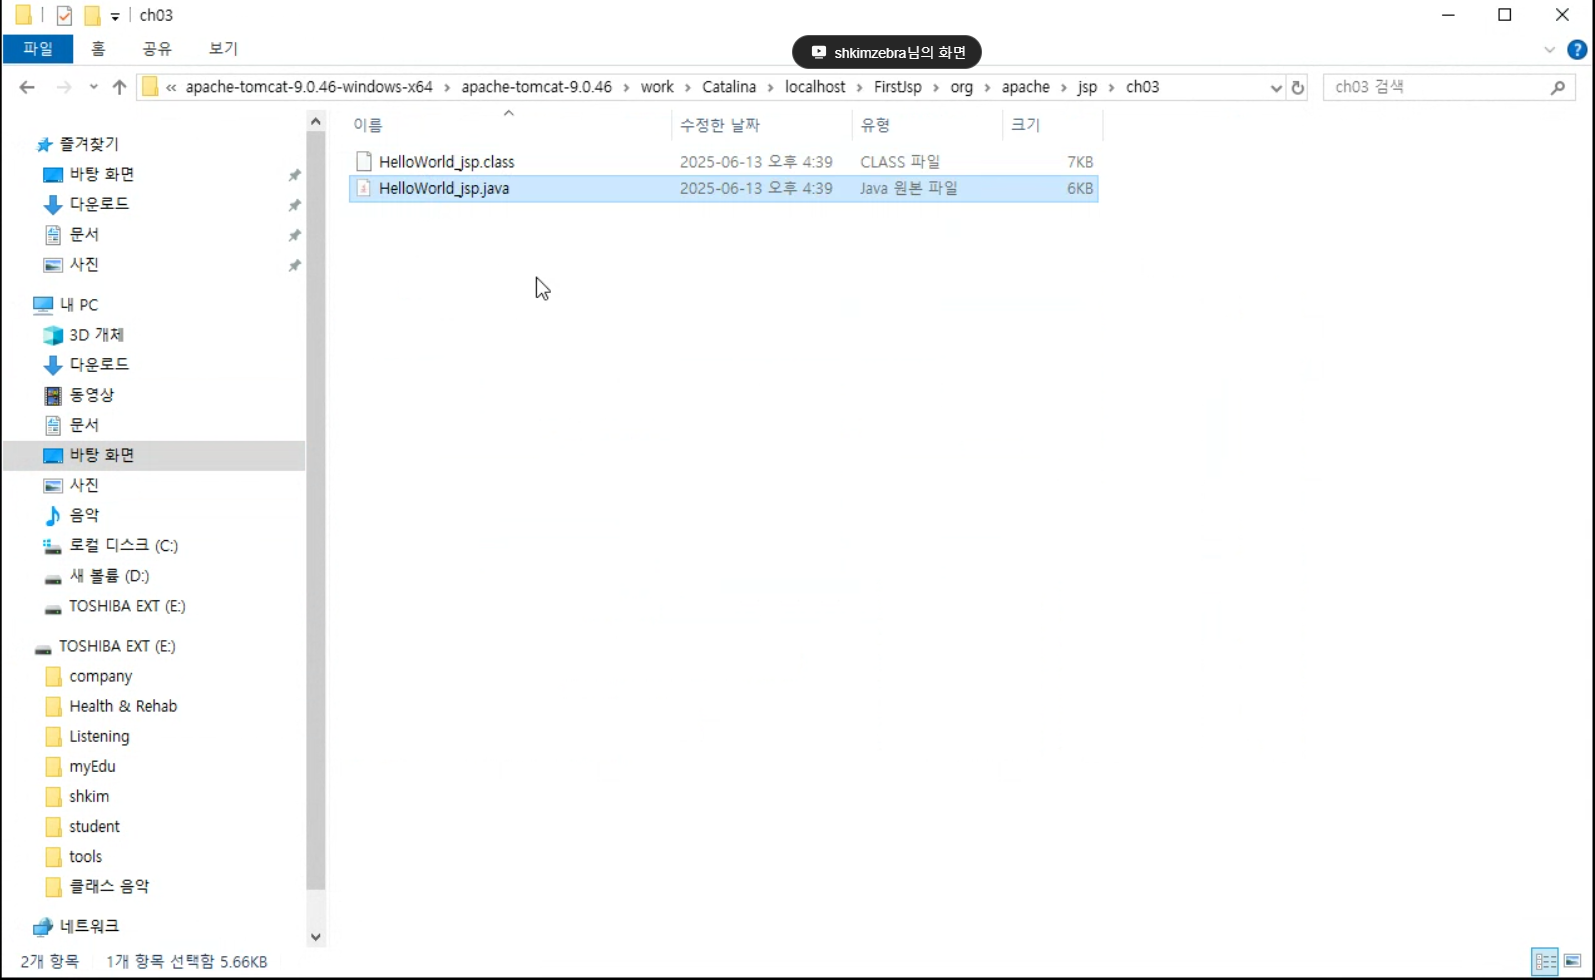 ch03
파일 홈 공유 보기
shkimzebra님의 화면
« apache-tomcat-9.0.46-windows-x64 › apache-tomcat-9.0.46 › work › Catalina › localhost › FirstJsp › org › apache › jsp › ch03
ch03 검색
이름 수정한 날짜 유형 크기
HelloWorld_jsp.class 2025-06-13 오후 4:39 CLASS 파일 7KB
HelloWorld_jsp.java 2025-06-13 오후 4:39 Java 원본 파일 6KB
즐겨찾기
바탕 화면
다운로드
문서
사진
내 PC
3D 개체
다운로드
동영상
문서
바탕 화면
사진
음악
로컬 디스크 (C:)
새 볼륨 (D:)
TOSHIBA EXT (E:)
TOSHIBA EXT (E:)
company
Health & Rehab
Listening
myEdu
shkim
student
tools
클래스 음악
네트워크
2개 항목 1개 항목 선택함 5.66KB